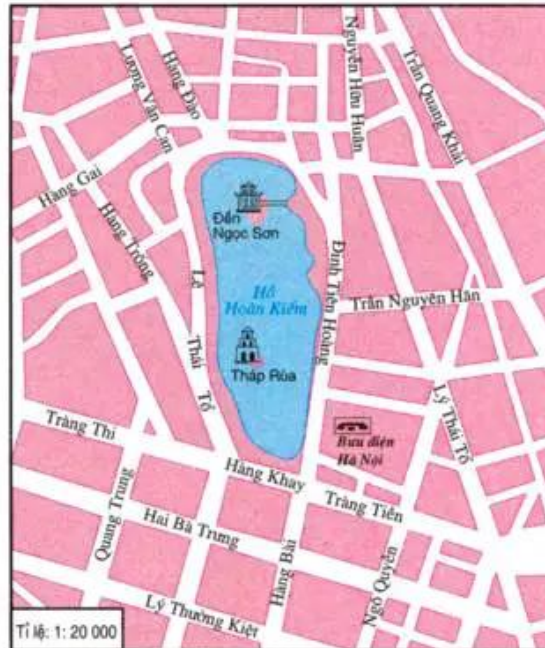 Lương Văn Can
Hàng Đào
Nguyễn Hữu Huân
Trần Quang Khải
Hàng Gai
Hàng Trống
Đền
Ngọc Sơn
Lê Thái Tổ
Hồ
Hoàn Kiếm
Đinh Tiên Hoàng
Trần Nguyên Hãn
Tháp Rùa
Lý Thái Tổ
Bưu điện
Hà Nội
Tràng Thi
Hàng Khay
Tràng Tiền
Quang Trung
Hai Bà Trưng
Hàng Bài
Ngô Quyền
Lý Thường Kiệt
Tỉ lệ: 1: 20 000